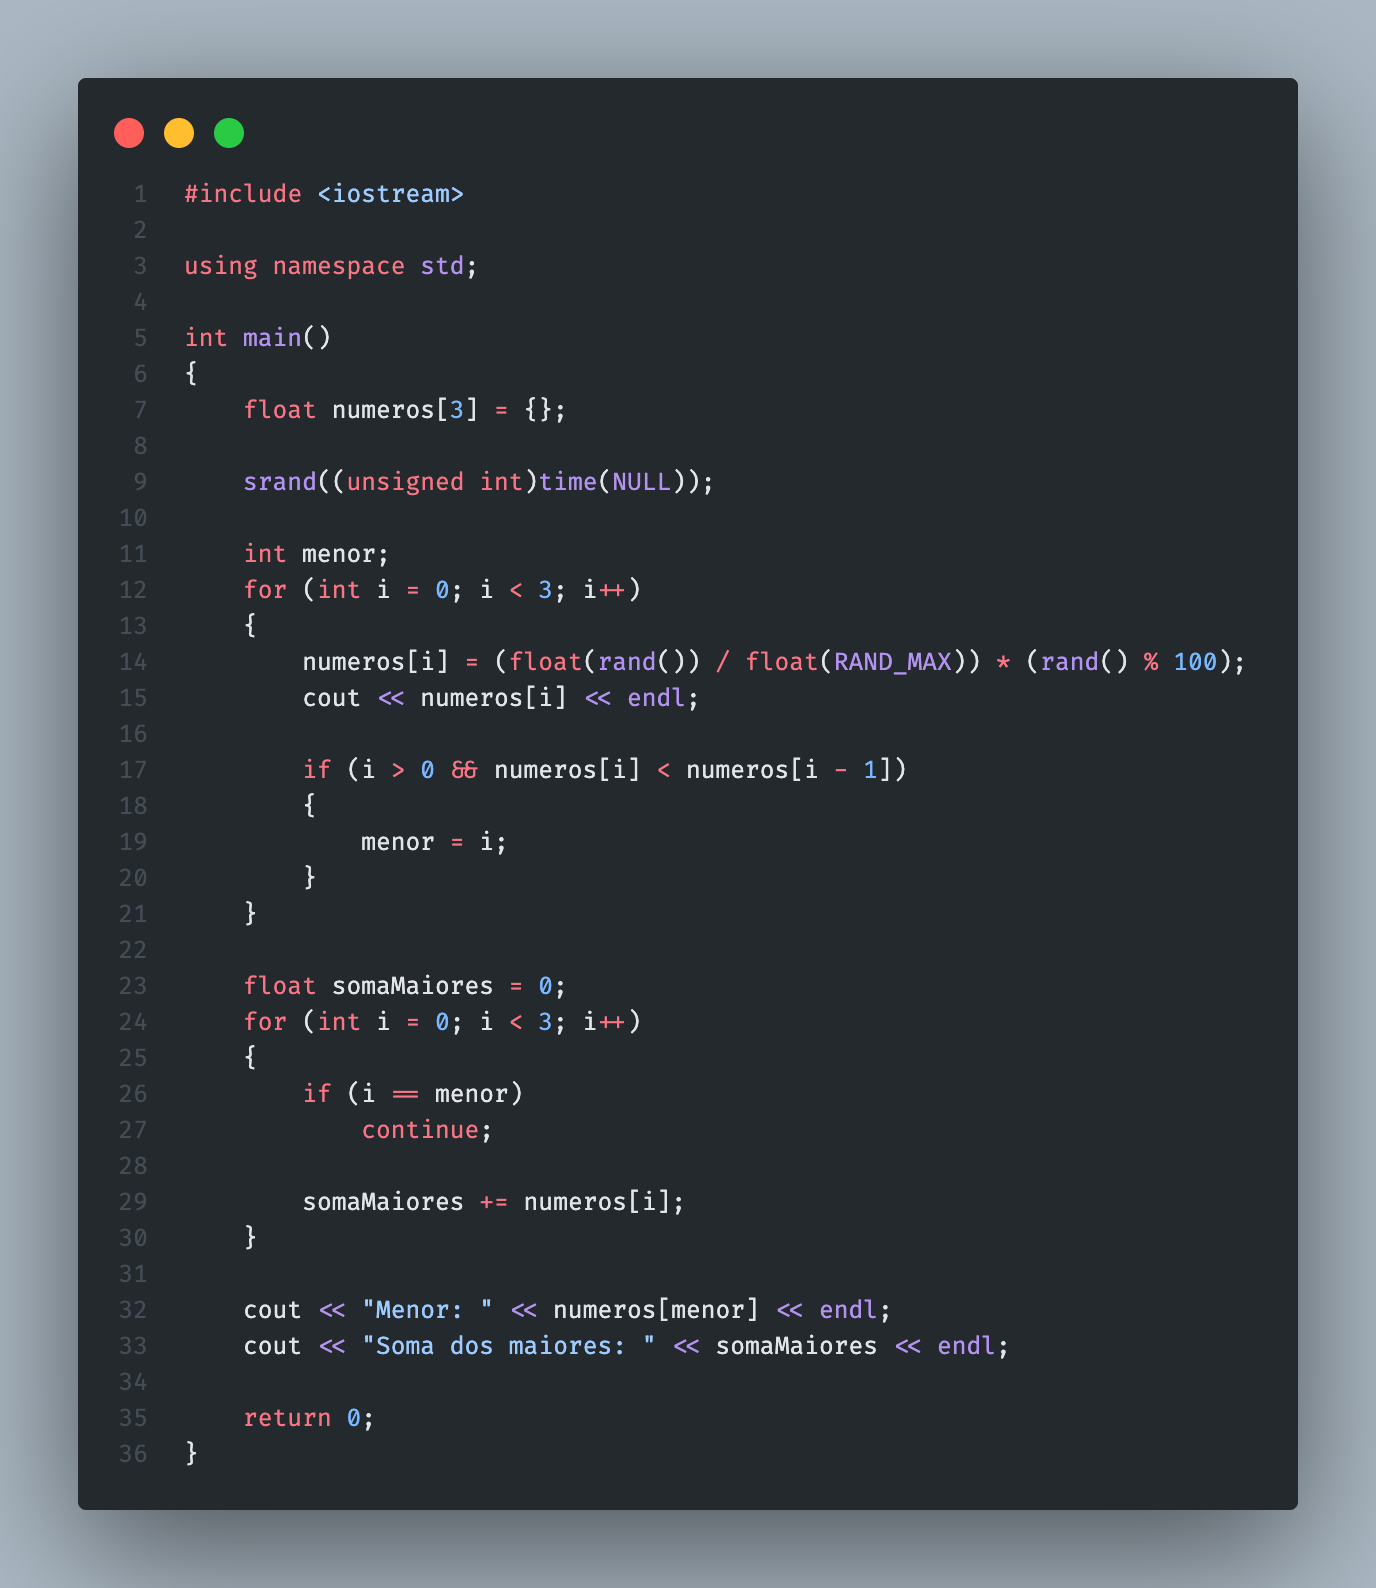 1 #include <iostream>
2
3 using namespace std;
4
5 int main()
6 {
7     float numeros[3] = {};
8
9     srand((unsigned int)time(NULL));
10
11     int menor;
12     for (int i = 0; i < 3; i++)
13     {
14         numeros[i] = (float(rand()) / float(RAND_MAX)) * (rand() % 100);
15         cout << numeros[i] << endl;
16
17         if (i > 0 && numeros[i] < numeros[i - 1])
18         {
19             menor = i;
20         }
21     }
22
23     float somaMaiores = 0;
24     for (int i = 0; i < 3; i++)
25     {
26         if (i == menor)
27             continue;
28
29         somaMaiores += numeros[i];
30     }
31
32     cout << "Menor: " << numeros[menor] << endl;
33     cout << "Soma dos maiores: " << somaMaiores << endl;
34
35     return 0;
36 }